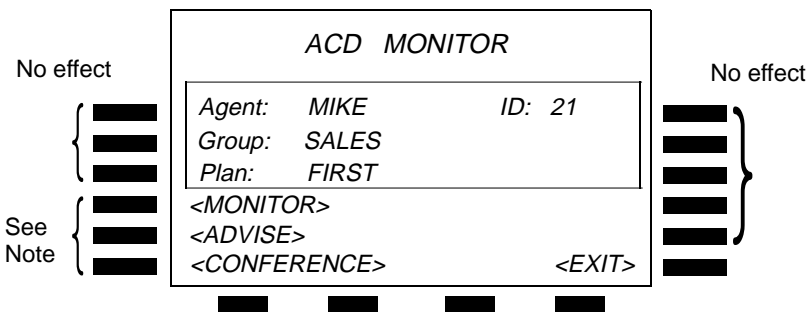 ACD MONITOR
No effect
No effect
Agent: MIKE ID: 21
Group: SALES
Plan: FIRST
<MONITOR>
See
Note
<ADVISE>
<CONFERENCE> <EXIT>